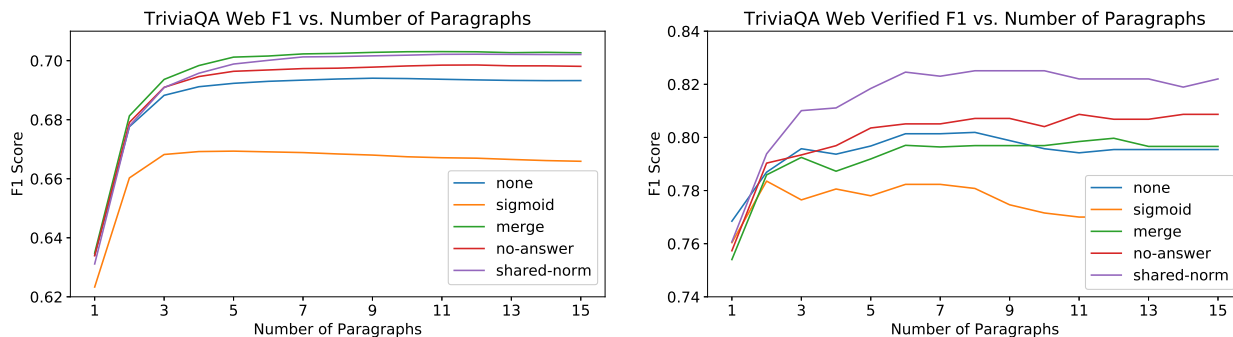 TriviaQA Web F1 vs. Number of Paragraphs
F1 Score
0.70
0.68
0.66
0.64
0.62
none
sigmoid
merge
no-answer
shared-norm
1 3 5 7 9 11 13 15
Number of Paragraphs
TriviaQA Web Verified F1 vs. Number of Paragraphs
F1 Score
0.84
0.82
0.80
0.78
0.76
0.74
none
sigmoid
merge
no-answer
shared-norm
1 3 5 7 9 11 13 15
Number of Paragraphs